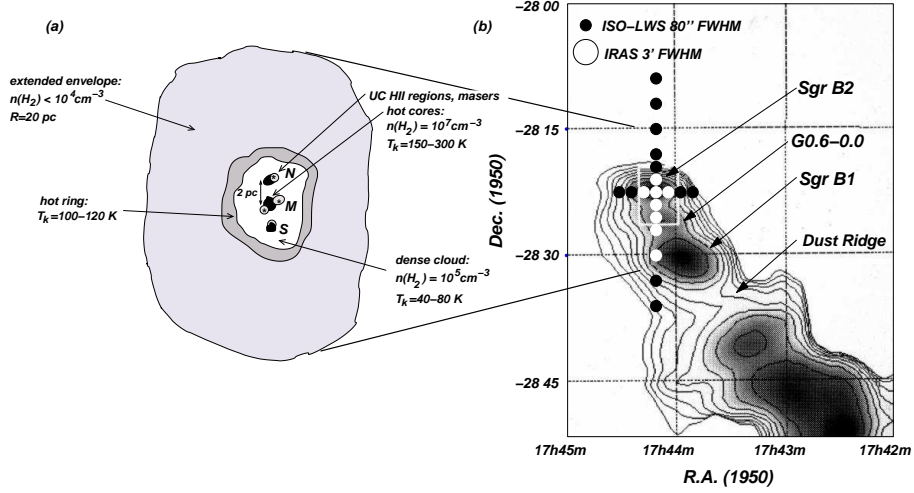 (a)
extended envelope:
n(H2) < 10^4cm^−3
R=20 pc
UC HII regions, masers
hot cores:
n(H2) = 10^7cm^−3
Tk=150−300 K
N
2 pc
M
S
hot ring:
Tk=100−120 K
dense cloud:
n(H2) = 10^5cm^−3
Tk=40−80 K
(b)
−28 00
ISO−LWS 80'' FWHM
IRAS 3' FWHM
Sgr B2
−28 15
G0.6−0.0
Sgr B1
Dec. (1950)
Dust Ridge
−28 30
−28 45
17h45m
17h44m
17h43m
17h42m
R.A. (1950)